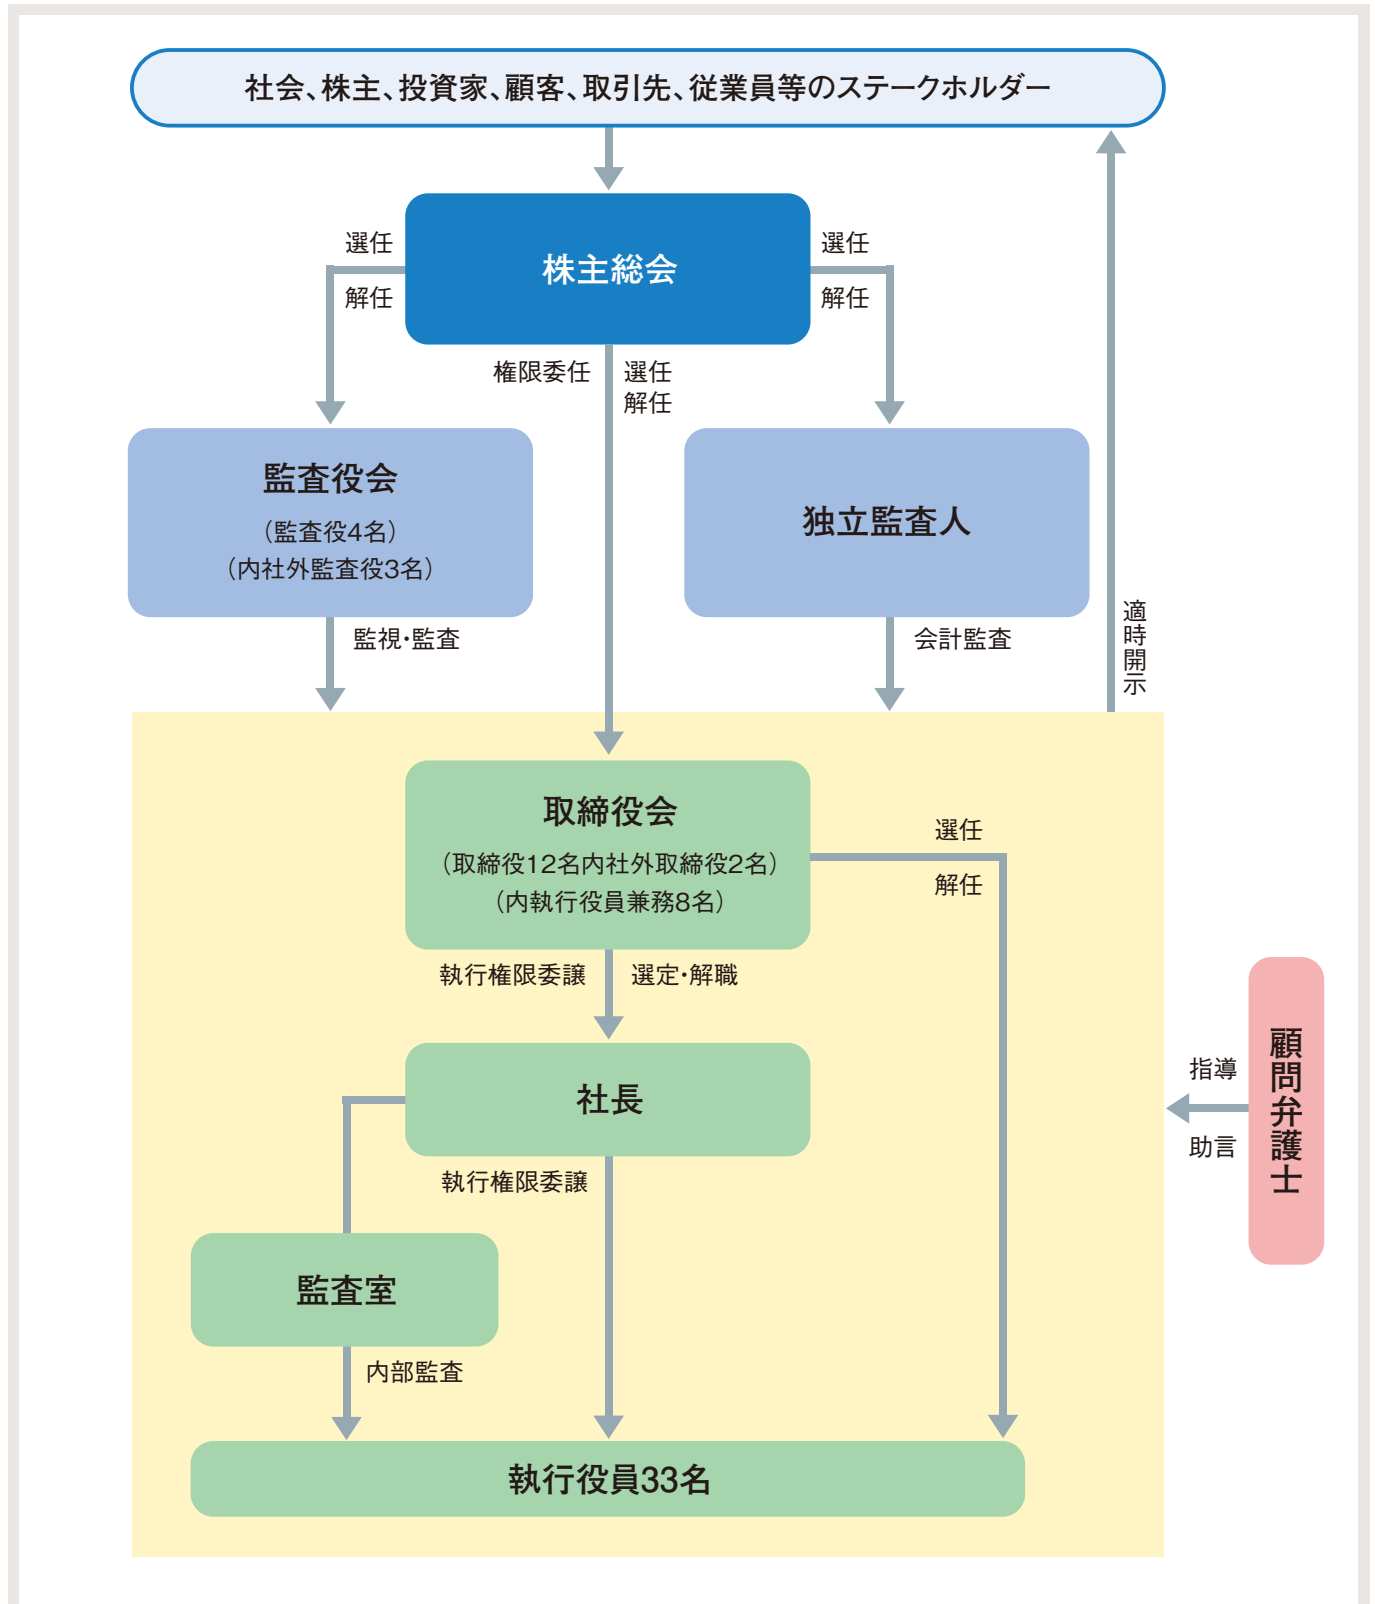 社会、株主、投資家、顧客、取引先、従業員等のステークホルダー
株主総会
選任
解任
選任
解任
権限委任
選任
解任
監査役会
（監査役4名）
（内社外監査役3名）
独立監査人
監視・監査
会計監査
適時開示
取締役会
（取締役12名内社外取締役2名）
（内執行役員兼務8名）
選任
解任
執行権限委譲
選定・解職
社長
執行権限委譲
顧問弁護士
指導
助言
監査室
内部監査
執行役員33名